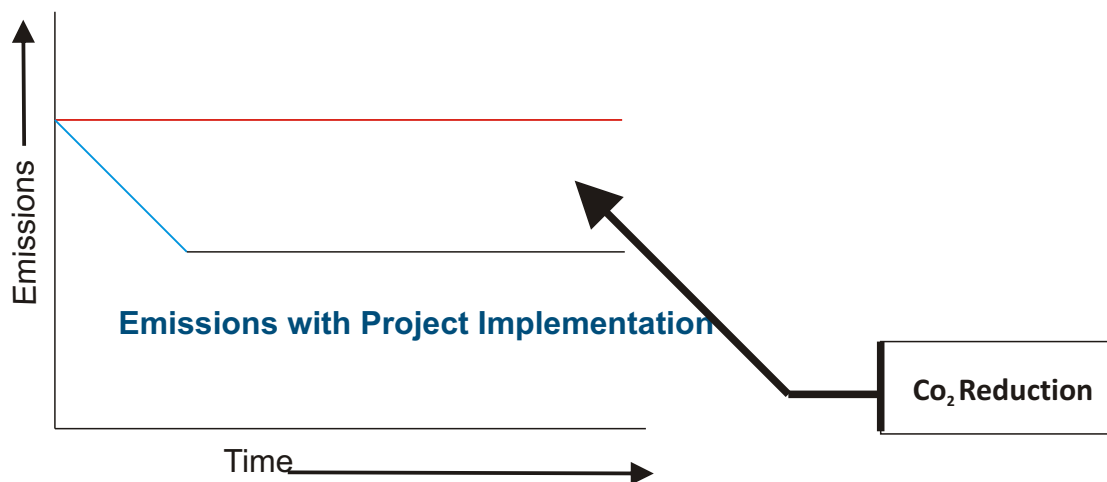 Emissions
Emissions with Project Implementation
Co₂ Reduction
Time